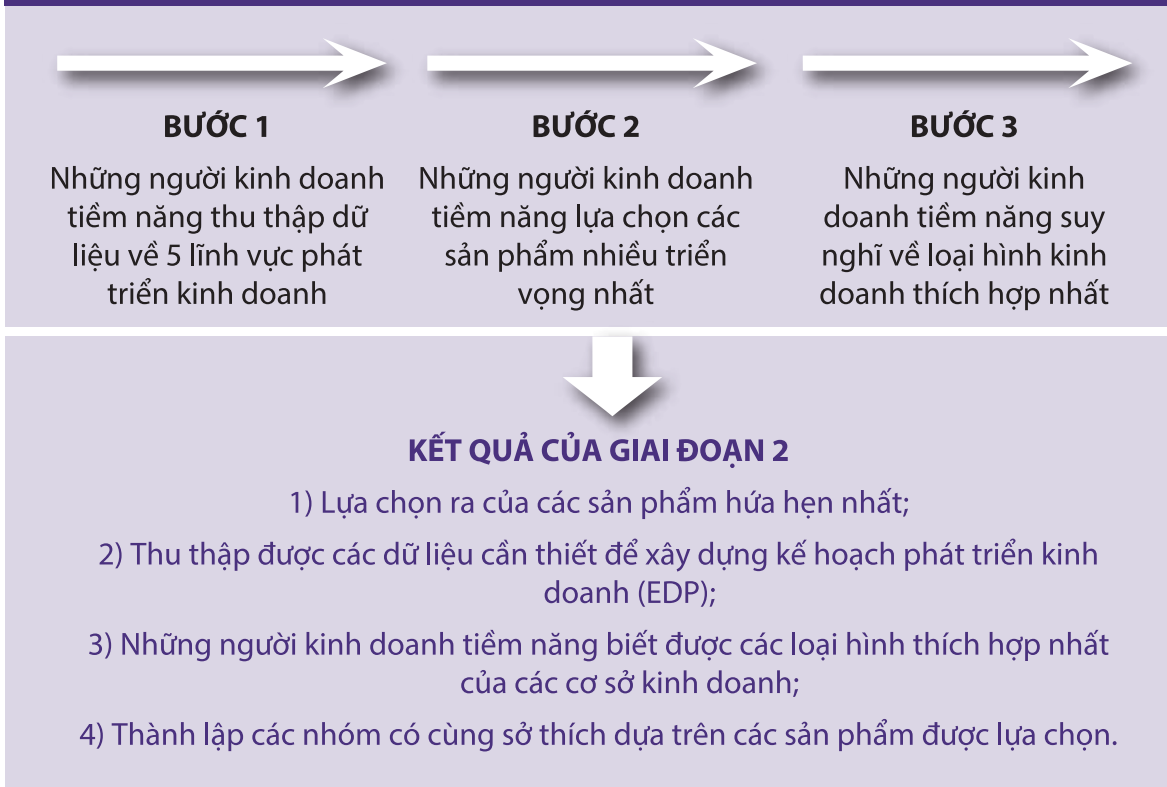 BƯỚC 1
Những người kinh doanh
tiềm năng thu thập dữ
liệu về 5 lĩnh vực phát
triển kinh doanh
BƯỚC 2
Những người kinh doanh
tiềm năng lựa chọn các
sản phẩm nhiều triển
vọng nhất
BƯỚC 3
Những người kinh
doanh tiềm năng suy
nghĩ về loại hình kinh
doanh thích hợp nhất
KẾT QUẢ CỦA GIAI ĐOẠN 2
1) Lựa chọn ra của các sản phẩm hứa hẹn nhất;
2) Thu thập được các dữ liệu cần thiết để xây dựng kế hoạch phát triển kinh
doanh (EDP);
3) Những người kinh doanh tiềm năng biết được các loại hình thích hợp nhất
của các cơ sở kinh doanh;
4) Thành lập các nhóm có cùng sở thích dựa trên các sản phẩm được lựa chọn.